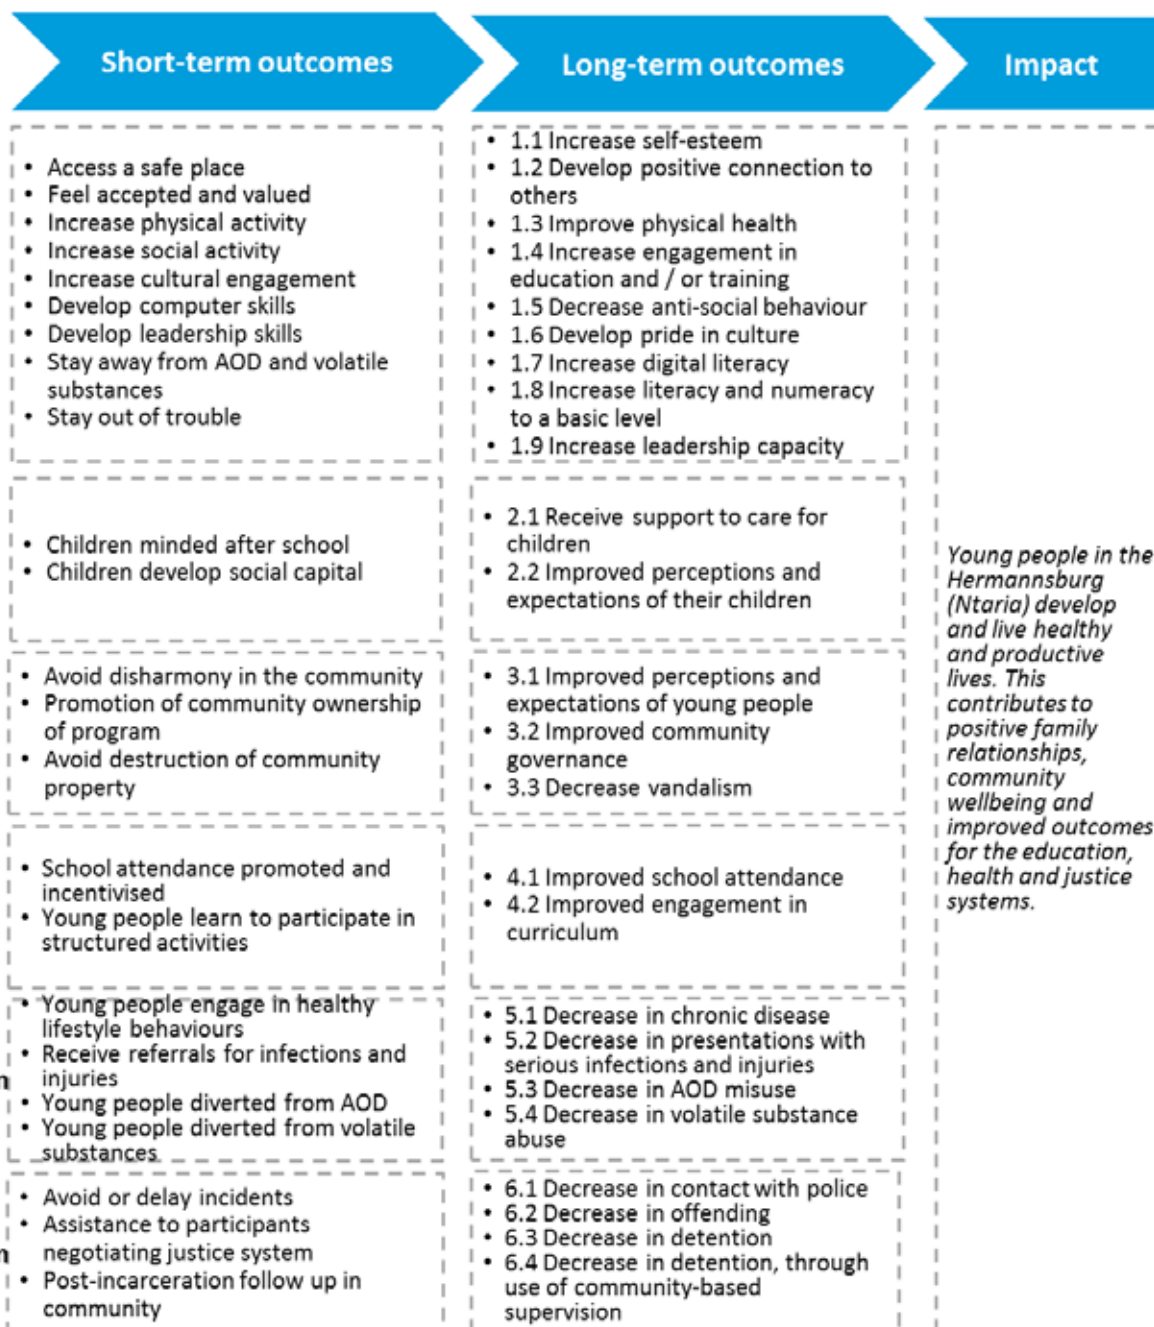 Short-term outcomes
Long-term outcomes
Impact
• Access a safe place
• Feel accepted and valued
• Increase physical activity
• Increase social activity
• Increase cultural engagement
• Develop computer skills
• Develop leadership skills
• Stay away from AOD and volatile
substances
• Stay out of trouble
• 1.1 Increase self-esteem
• 1.2 Develop positive connection to
others
• 1.3 Improve physical health
• 1.4 Increase engagement in
education and / or training
• 1.5 Decrease anti-social behaviour
• 1.6 Develop pride in culture
• 1.7 Increase digital literacy
• 1.8 Increase literacy and numeracy
to a basic level
• 1.9 Increase leadership capacity
• Children minded after school
• Children develop social capital
• 2.1 Receive support to care for
children
• 2.2 Improved perceptions and
expectations of their children
• Avoid disharmony in the community
• Promotion of community ownership
of program
• Avoid destruction of community
property
• 3.1 Improved perceptions and
expectations of young people
• 3.2 Improved community
governance
• 3.3 Decrease vandalism
• School attendance promoted and
incentivised
• Young people learn to participate in
structured activities
• 4.1 Improved school attendance
• 4.2 Improved engagement in
curriculum
• Young people engage in healthy
lifestyle behaviours
• Receive referrals for infections and
injuries
n
• Young people diverted from AOD
• Young people diverted from volatile
substances
• 5.1 Decrease in chronic disease
• 5.2 Decrease in presentations with
serious infections and injuries
• 5.3 Decrease in AOD misuse
• 5.4 Decrease in volatile substance
abuse
• Avoid or delay incidents
• Assistance to participants
negotiating justice system
n
• Post-incarceration follow up in
community
• 6.1 Decrease in contact with police
• 6.2 Decrease in offending
• 6.3 Decrease in detention
• 6.4 Decrease in detention, through
use of community-based
supervision
Young people in the
Hermannsburg
(Ntaria) develop
and live healthy
and productive
lives. This
contributes to
positive family
relationships,
community
wellbeing and
improved outcomes
for the education,
health and justice
systems.